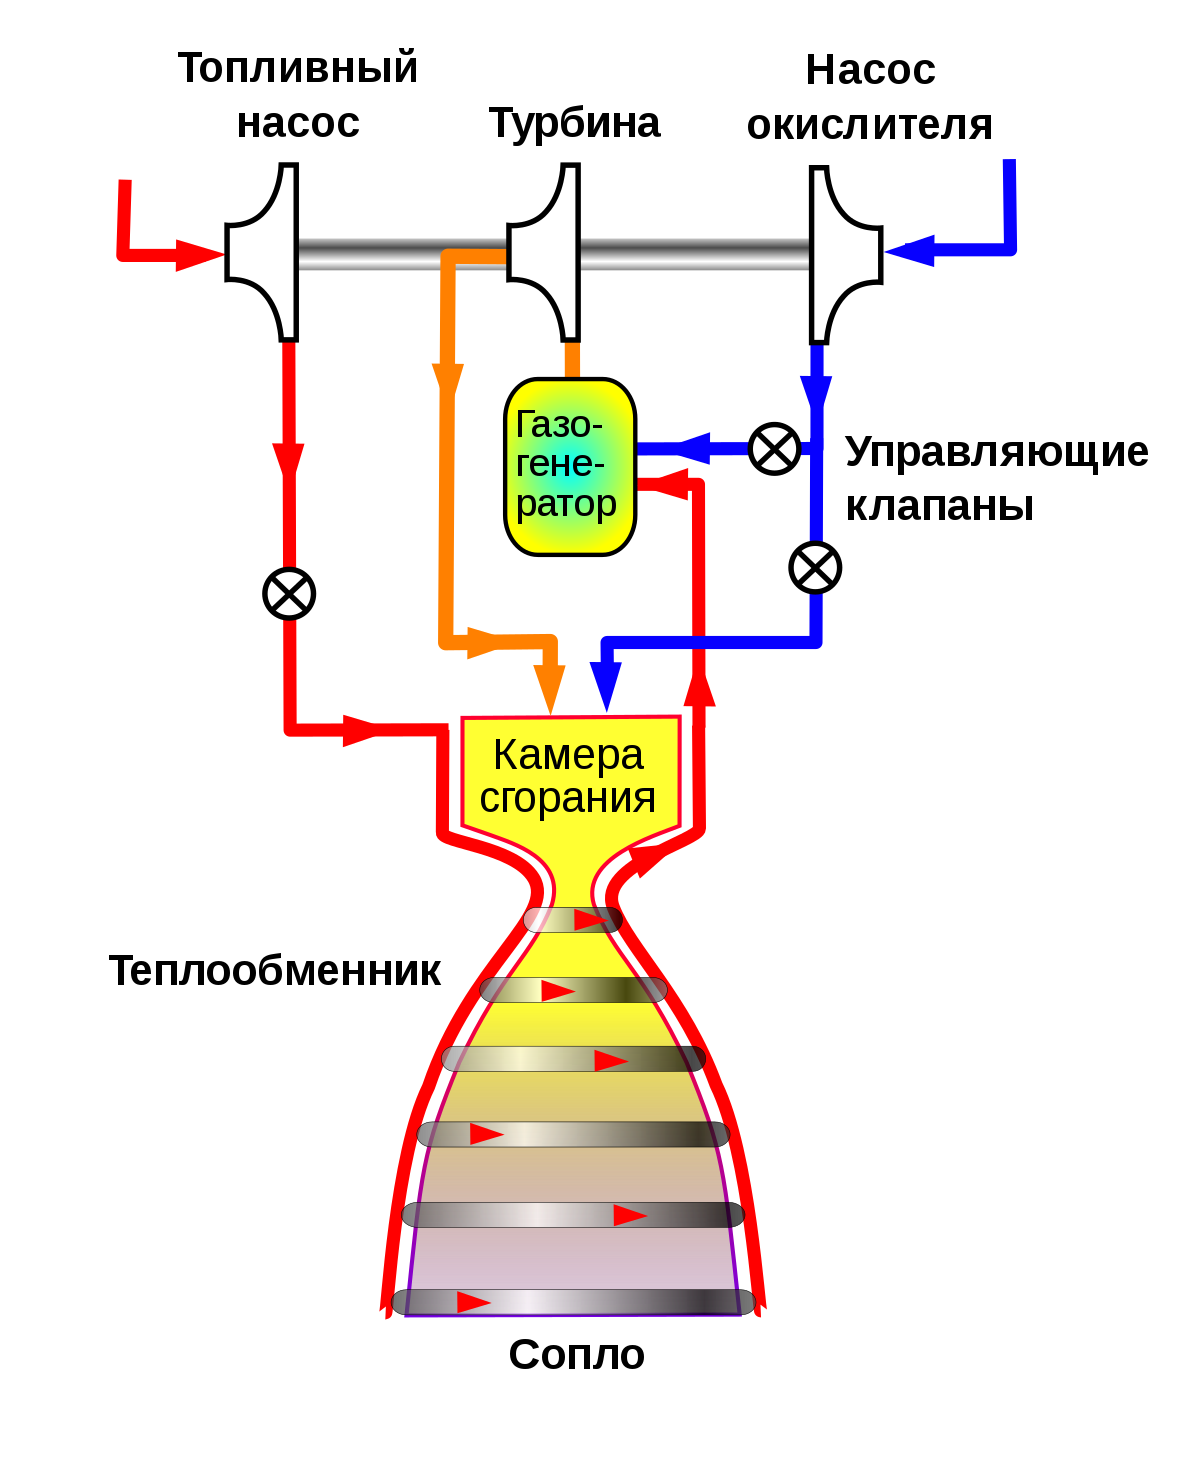 Топливный
насос
Турбина
Насос
окислителя
Газо-
гене-
ратор
Управляющие
клапаны
Камера
сгорания
Теплообменник
Сопло